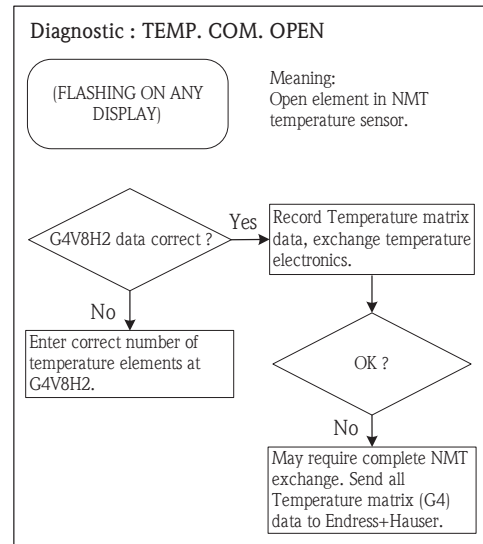 Diagnostic : TEMP. COM. OPEN
(FLASHING ON ANY
DISPLAY)
Meaning:
Open element in NMT
temperature sensor.
G4V8H2 data correct ?
Yes
Record Temperature matrix
data, exchange temperature
electronics.
No
Enter correct number of
temperature elements at
G4V8H2.
OK ?
No
May require complete NMT
exchange. Send all
Temperature matrix (G4)
data to Endress+Hauser.